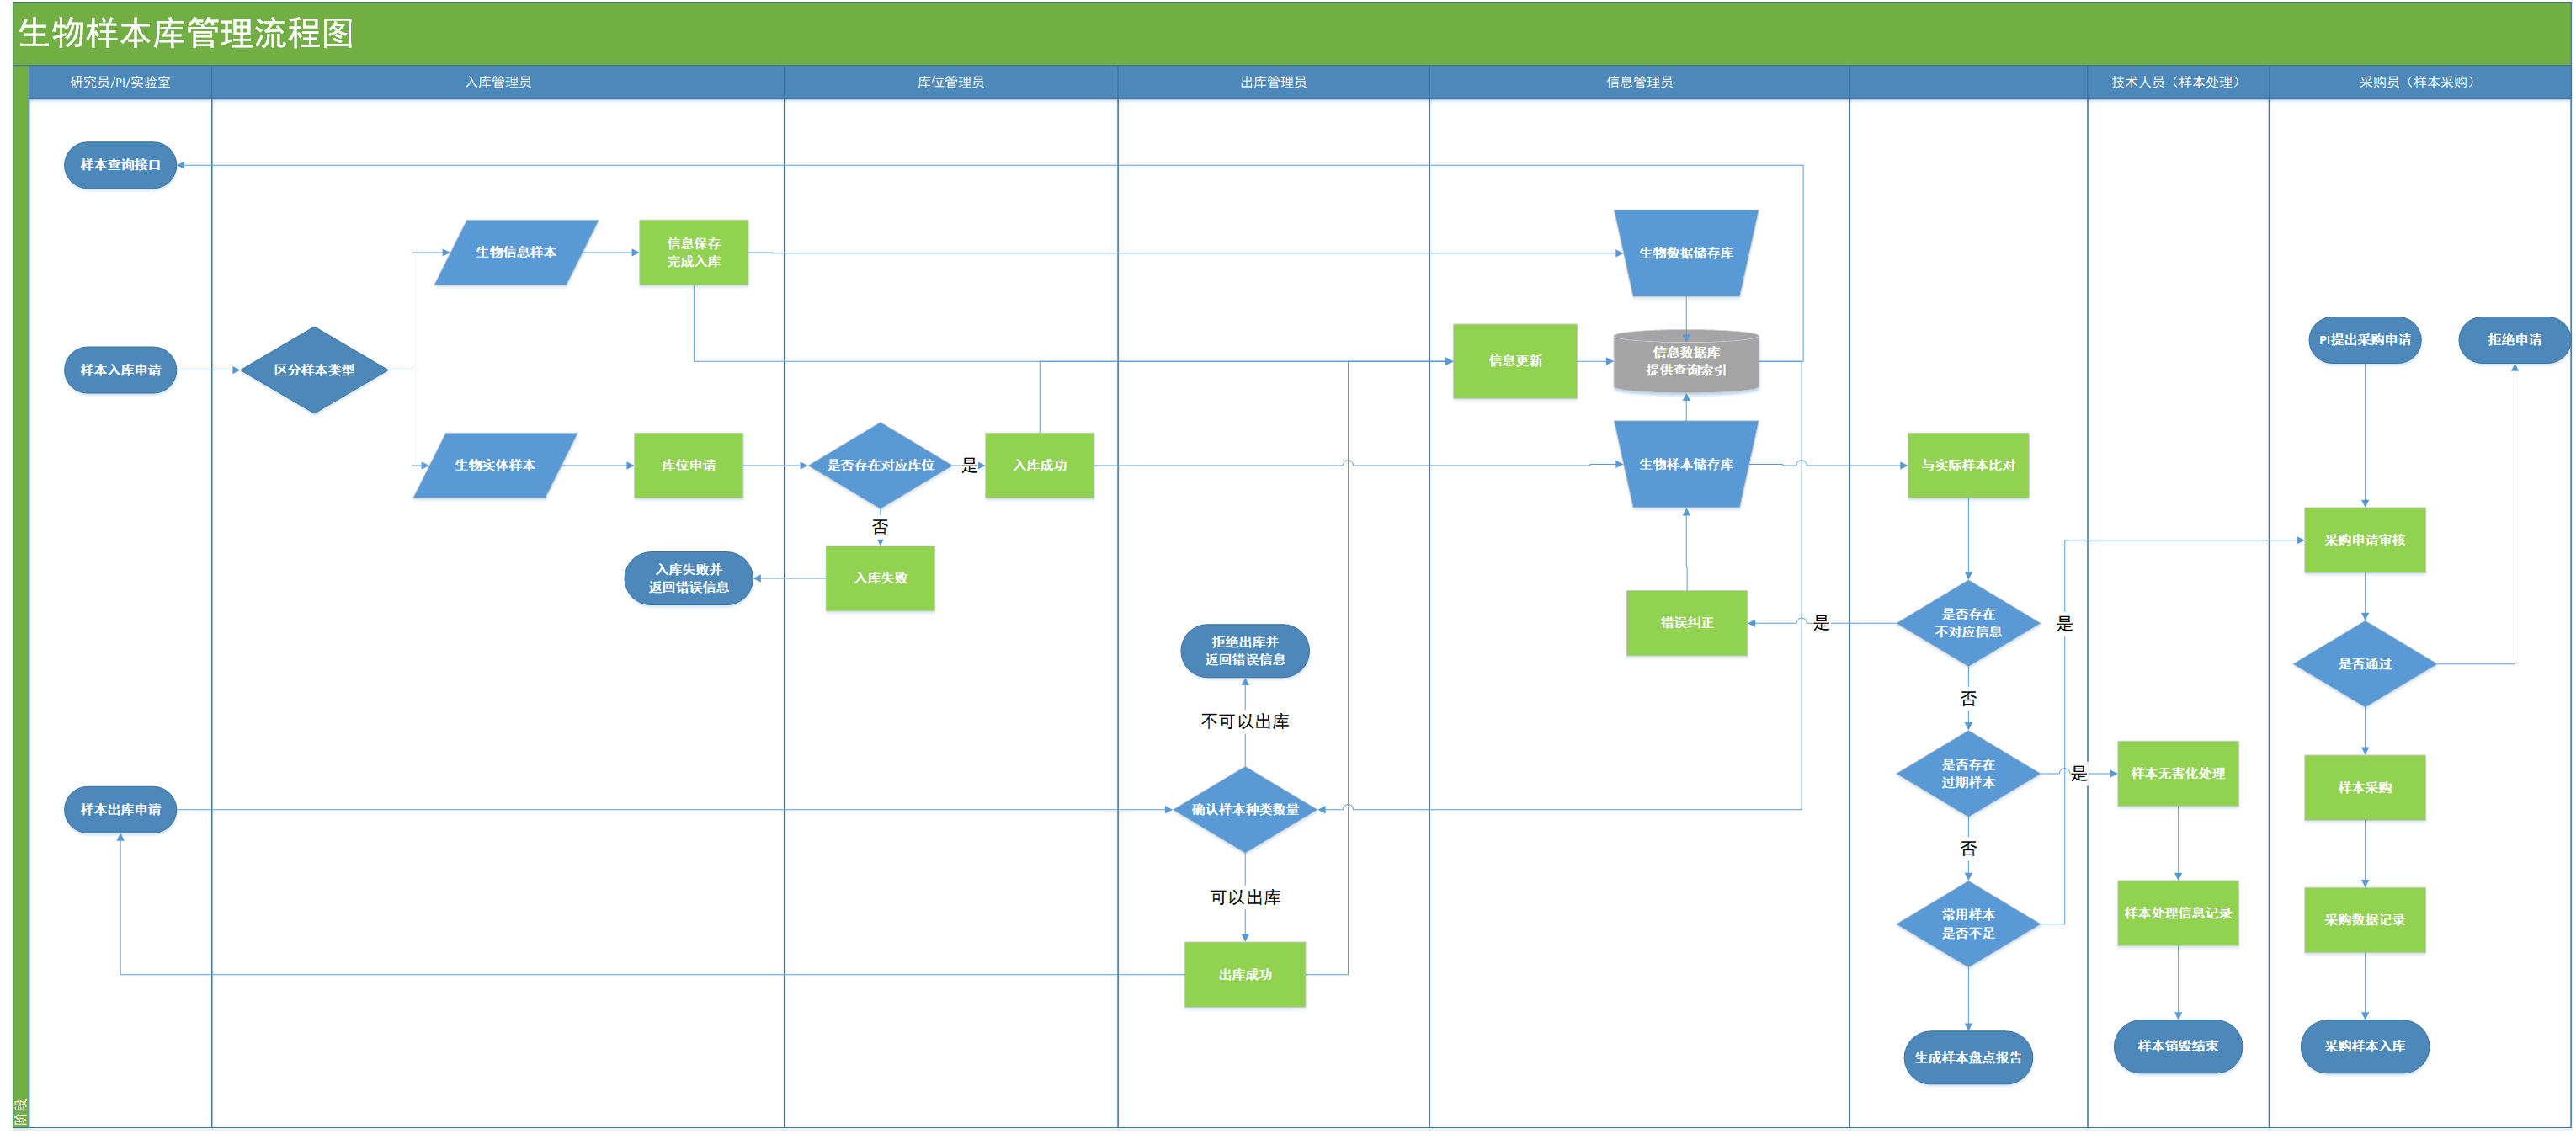 生物样本库管理流程图
研究员/PI/实验室
入库管理员
库位管理员
出库管理员
信息管理员
技术人员（样本处理）
采购员（样本采购）
样本查询接口
生物信息样本
信息保存
完成入库
生物数据储存库
样本入库申请
区分样本类型
信息更新
信息数据库
提供查询索引
PI提出采购申请
拒绝申请
生物实体样本
库位申请
是否存在对应库位
是
入库成功
生物样本储存库
与实际样本比对
否
入库失败并
返回错误信息
入库失败
采购申请审核
拒绝出库并
返回错误信息
错误纠正
是
是否存在
不对应信息
是
是否通过
否
不可以出库
样本出库申请
确认样本种类数量
是否存在
过期样本
是
样本无害化处理
样本采购
否
可以出库
常用样本
是否不足
样本处理信息记录
采购数据记录
出库成功
生成样本盘点报告
样本销毁结束
采购样本入库
阶段